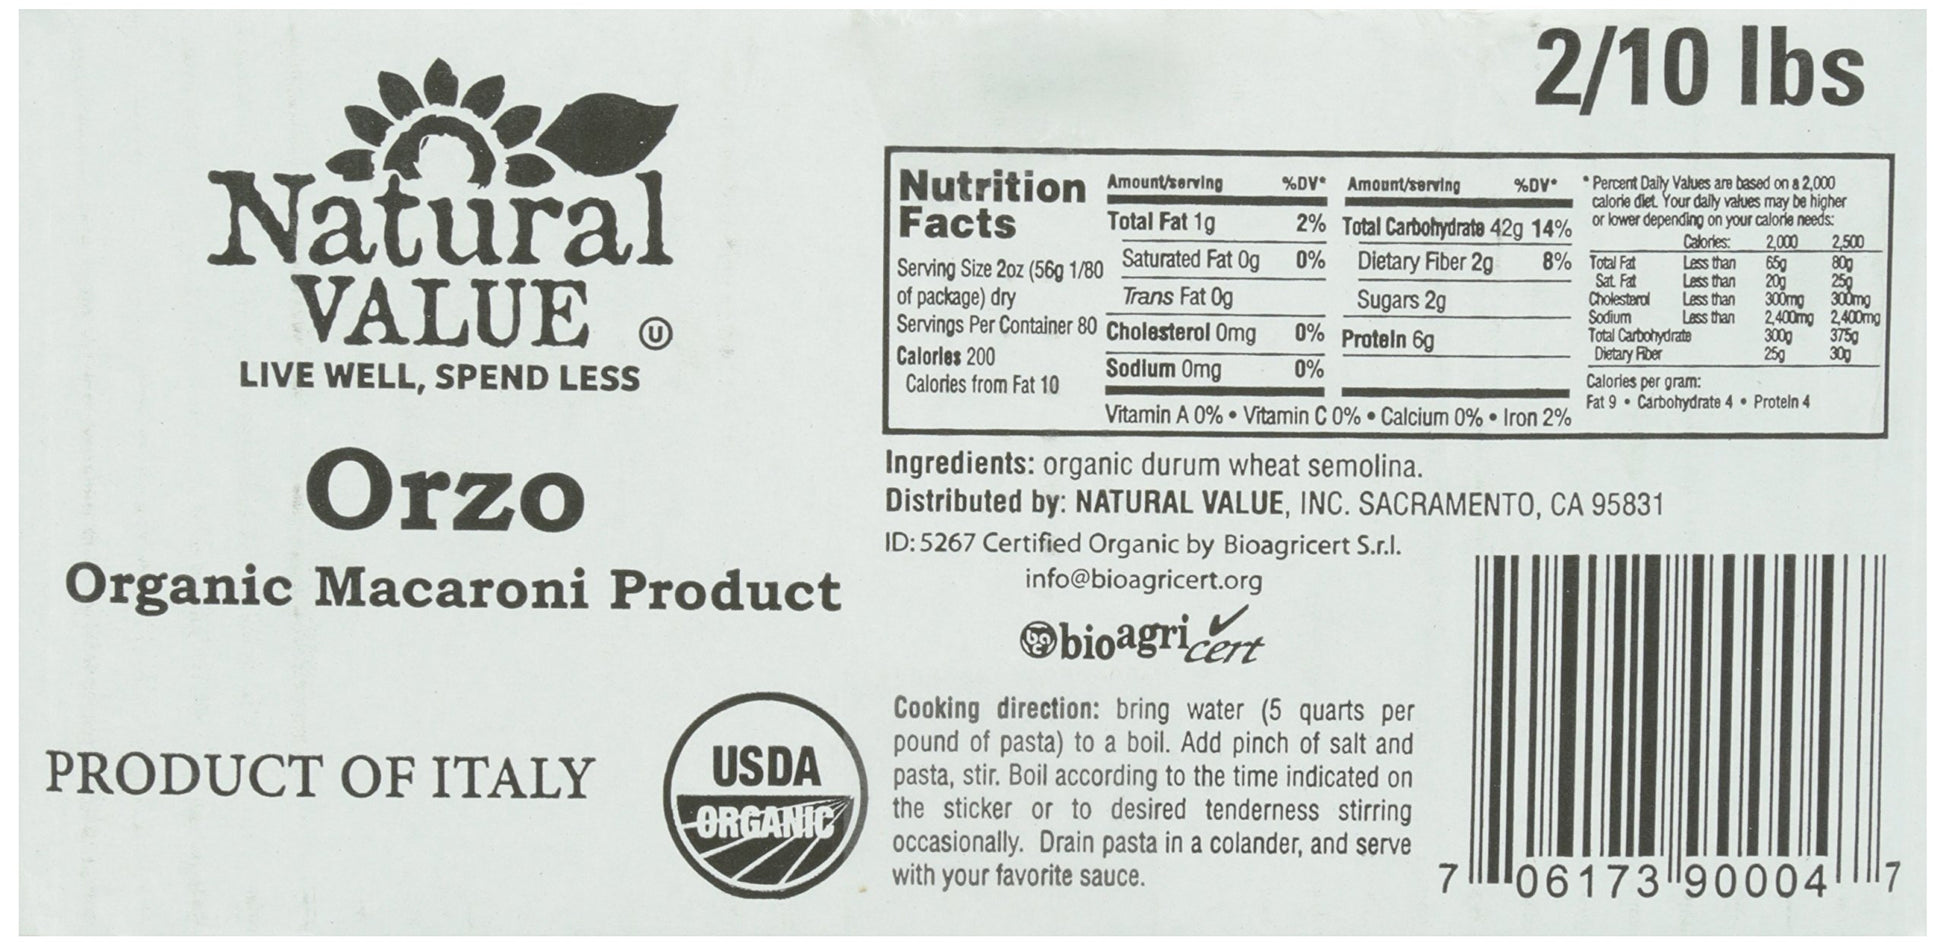 2/10 lbs
Natural
VALUE
U
LIVE WELL, SPEND LESS
Orzo
Organic Macaroni Product
PRODUCT OF ITALY
USDA
ORGANIC
Nutrition
Facts
Serving Size 2oz (56g 1/80
of package) dry
Servings Per Container 80
Calories 200
Calories from Fat 10
Amount/serving %DV*
Total Fat 1g 2%
Saturated Fat 0g 0%
Trans Fat 0g
Cholesterol 0mg 0%
Sodium 0mg 0%
Amount/serving %DV*
Total Carbohydrate 42g 14%
Dietary Fiber 2g 8%
Sugars 2g
Protein 6g
Vitamin A 0% • Vitamin C 0% • Calcium 0% • Iron 2%
* Percent Daily Values are based on a 2,000
calorie diet. Your daily values may be higher
or lower depending on your calorie needs:
Calories: 2,000 2,500
Total Fat Less than 65g 80g
Sat. Fat Less than 20g 25g
Cholesterol Less than 300mg 300mg
Sodium Less than 2,400mg 2,400mg
Total Carbohydrate 300g 375g
Dietary Fiber 25g 30g
Calories per gram:
Fat 9 • Carbohydrate 4 • Protein 4
Ingredients: organic durum wheat semolina.
Distributed by: NATURAL VALUE, INC. SACRAMENTO, CA 95831
ID: 5267 Certified Organic by Bioagricert S.r.l.
info@bioagricert.org
bioagricert
Cooking direction: bring water (5 quarts per
pound of pasta) to a boil. Add pinch of salt and
pasta, stir. Boil according to the time indicated on
the sticker or to desired tenderness stirring
occasionally. Drain pasta in a colander, and serve
with your favorite sauce.
7 06173 90004 7